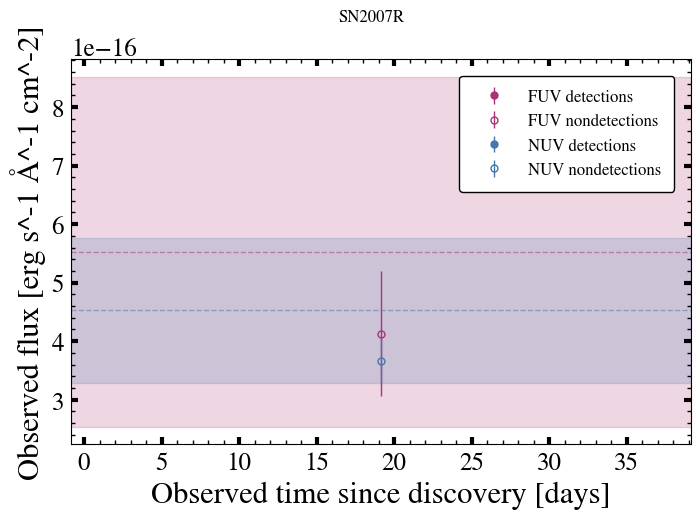 SN2007R
1e−16
8
7
6
5
4
3
Observed flux [erg s^-1 Å^-1 cm^-2]
FUV detections
FUV nondetections
NUV detections
NUV nondetections
0 5 10 15 20 25 30 35
Observed time since discovery [days]